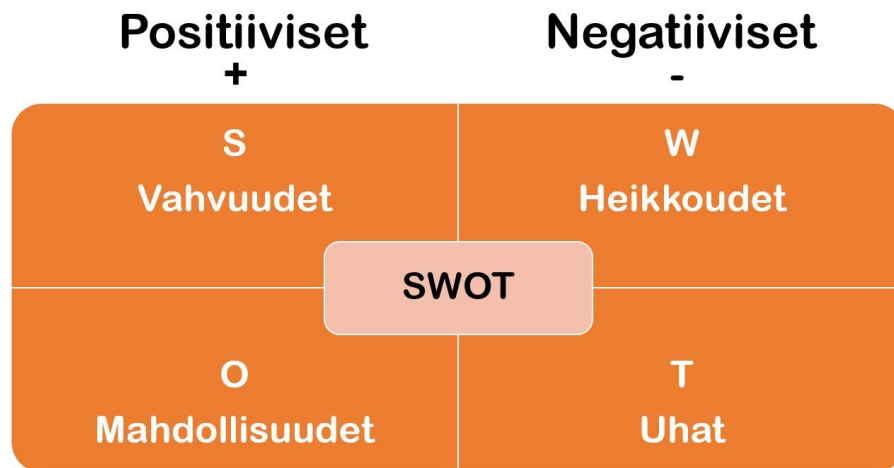 Positiiviset
+
Negatiiviset
-
S
Vahvuudet
W
Heikkoudet
SWOT
O
Mahdollisuudet
T
Uhat